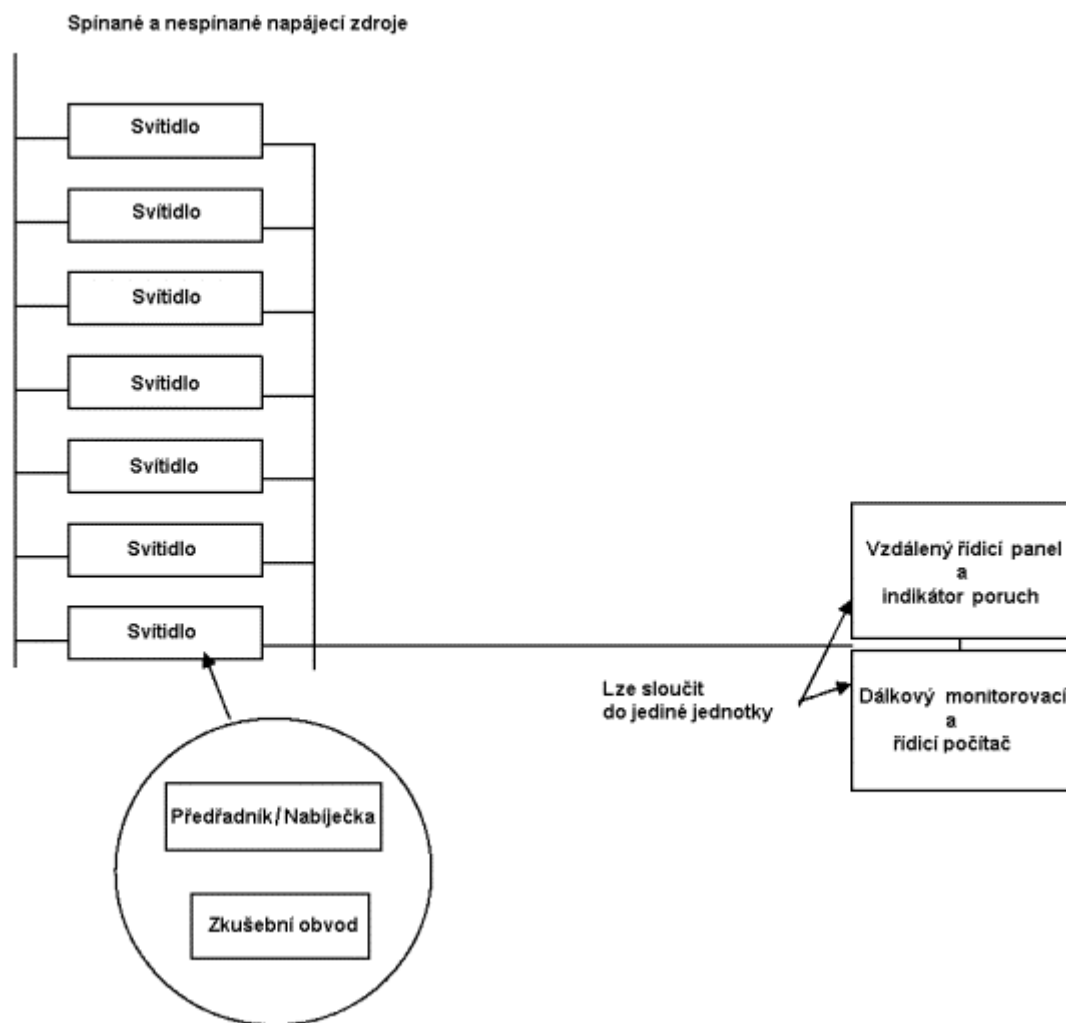 Spínané a nespínané napájecí zdroje
Svítidlo
Svítidlo
Svítidlo
Svítidlo
Svítidlo
Svítidlo
Svítidlo
Vzdálený řídicí panel
a
indikátor poruch
Lze sloučit
do jediné jednotky
Dálkový monitorovací
a
řídicí počítač
Předřadník/Nabíječka
Zkušební obvod